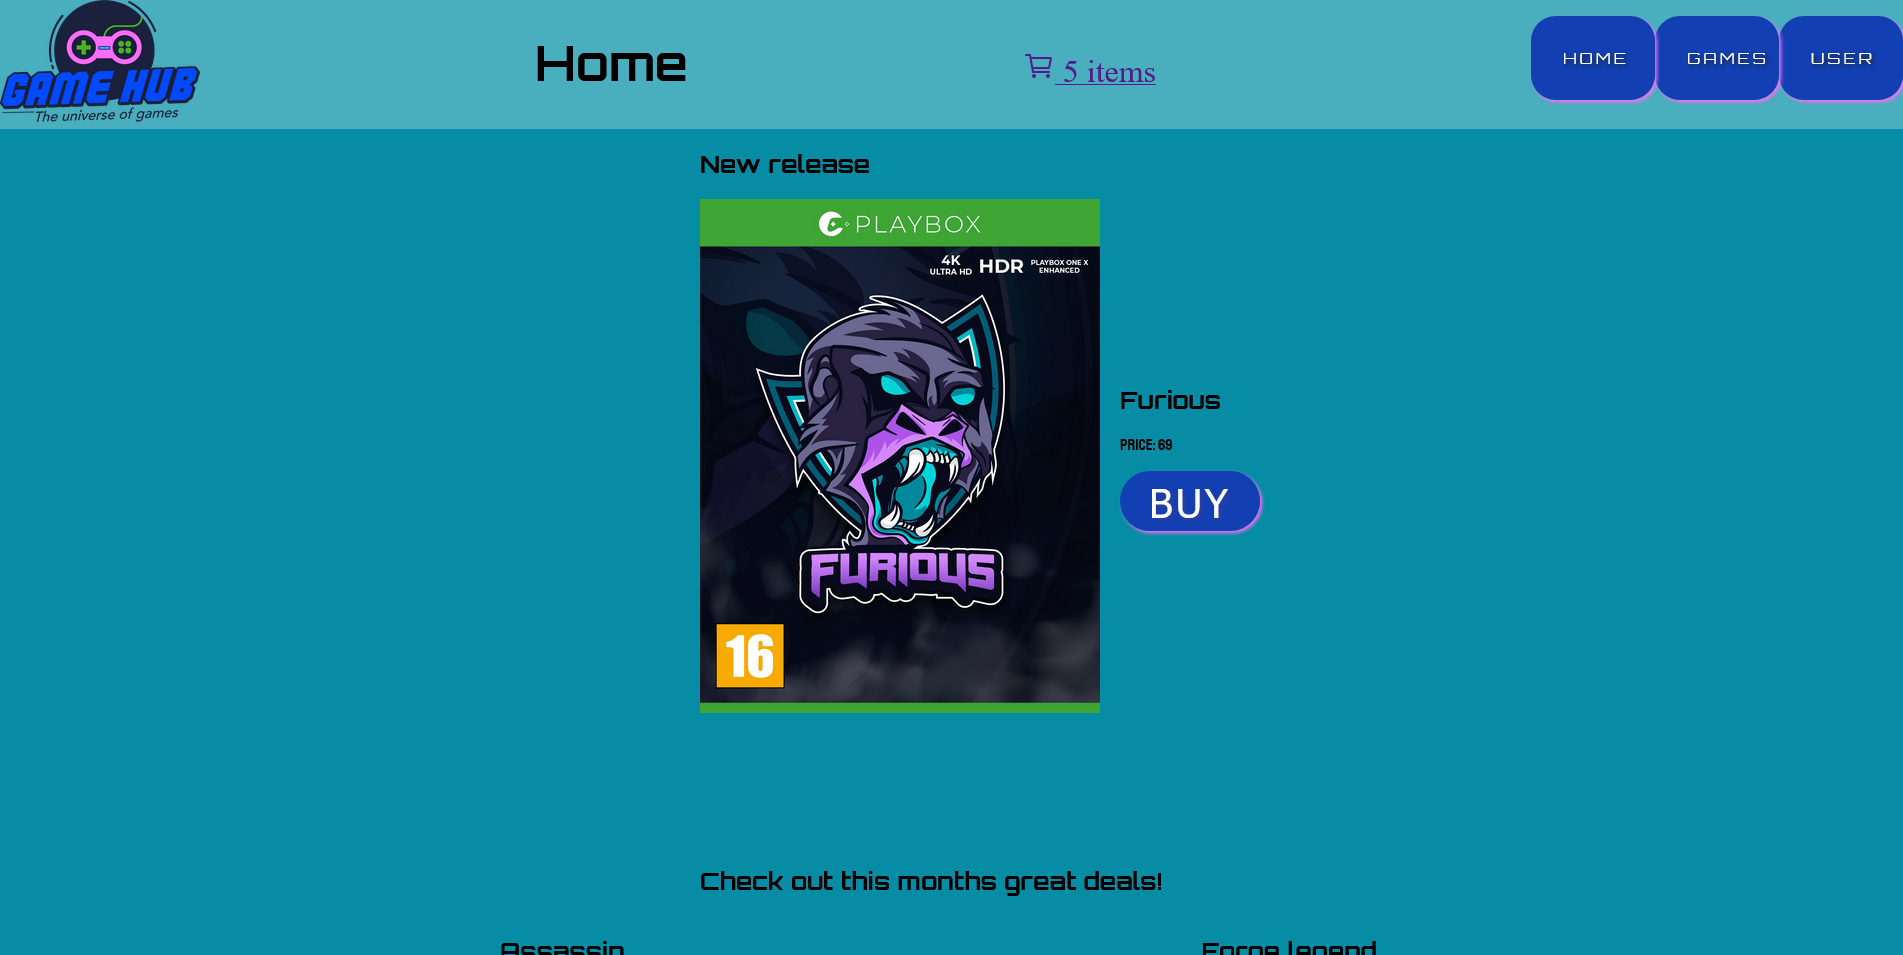 GAME HUB
The universe of games
Home
5 items
HOME
GAMES
USER
New release
PLAYBOX
4K
ULTRA HD
HDR
PLAYBOX ONE X
ENHANCED
FURIOUS
16
Furious
PRICE: 69
BUY
Check out this months great deals!
Assassin
Forge legend